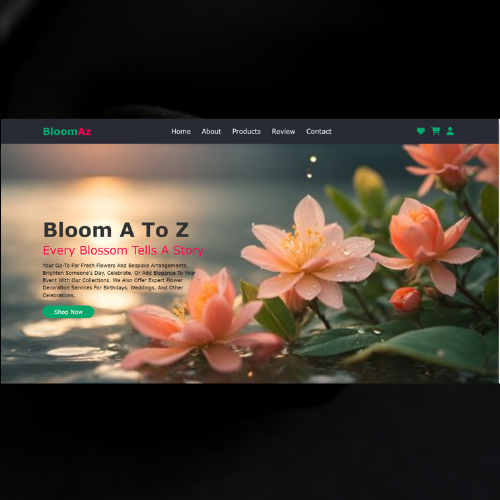 BloomAz Home About Products Review Contact
Bloom A To Z
Every Blossom Tells A Story
Your Go-To For Fresh Flowers And Bespoke Arrangements.
Brighten Someone's Day, Celebrate, Or Add Elegance To Your
Event With Our Collections. We Also Offer Expert Flower
Decoration Services For Birthdays, Weddings, And Other
Celebrations.
Shop Now